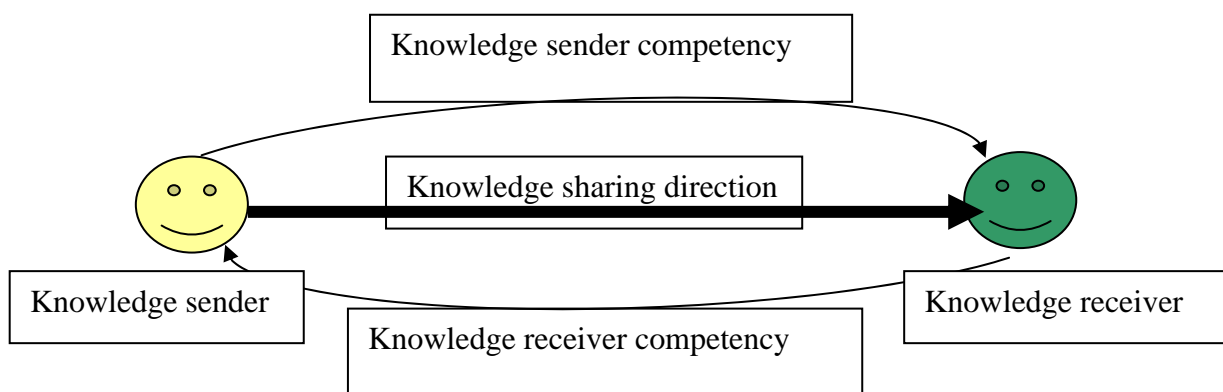 Knowledge sender competency
Knowledge sharing direction
Knowledge sender
Knowledge receiver
Knowledge receiver competency